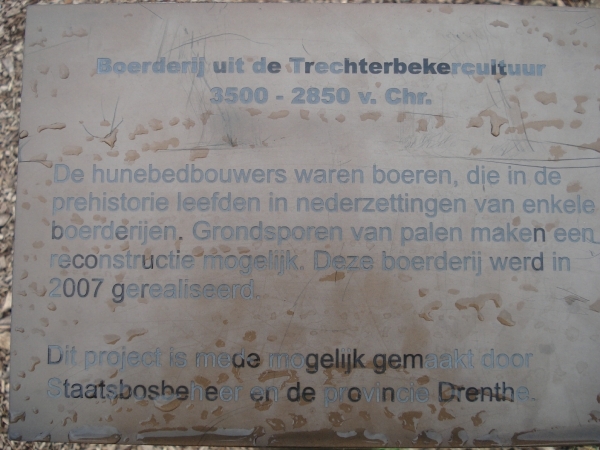 Boerderij uit de Trechterbekercultuur
3500 - 2850 v. Chr.
De hunebedbouwers waren boeren, die in de
prehistorie leefden in nederzettingen van enkele
boerderijen. Grondsporen van palen maken een
reconstructie mogelijk. Deze boerderij werd in
2007 gerealiseerd.
Dit project is mede mogelijk gemaakt door
Staatsbosbeheer en de provincie Drenthe.